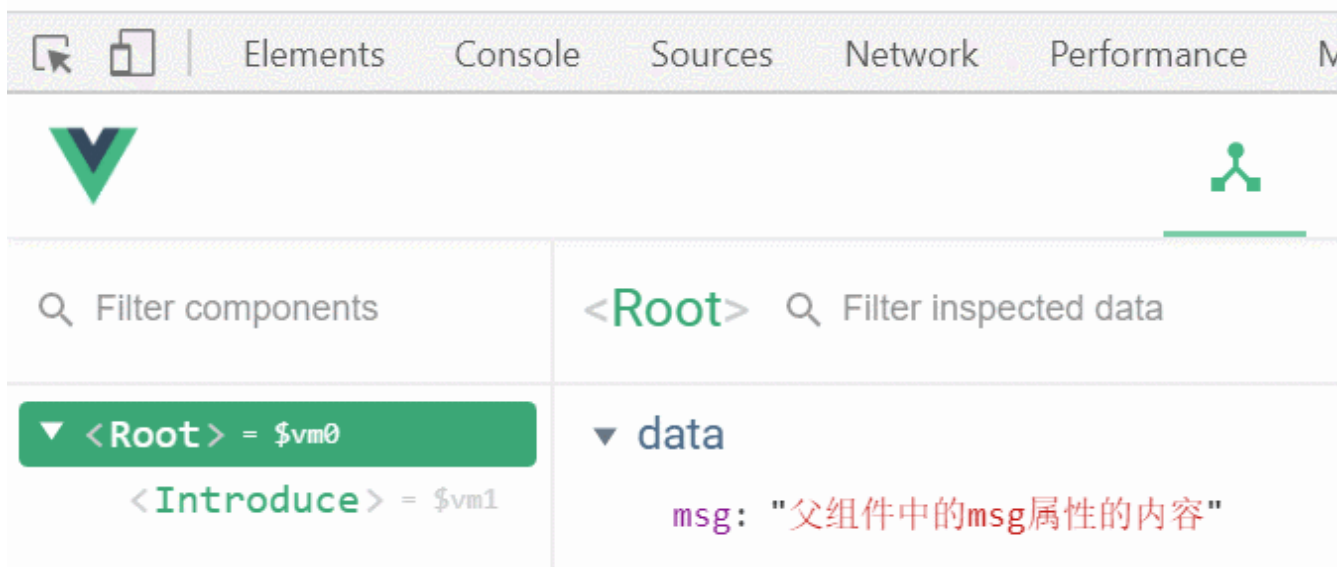 Elements Console Sources Network Performance
Filter components
<Root> Filter inspected data
▼ <Root> = $vm0
▼ data
<Introduce> = $vm1
msg: "父组件中的msg属性的内容"